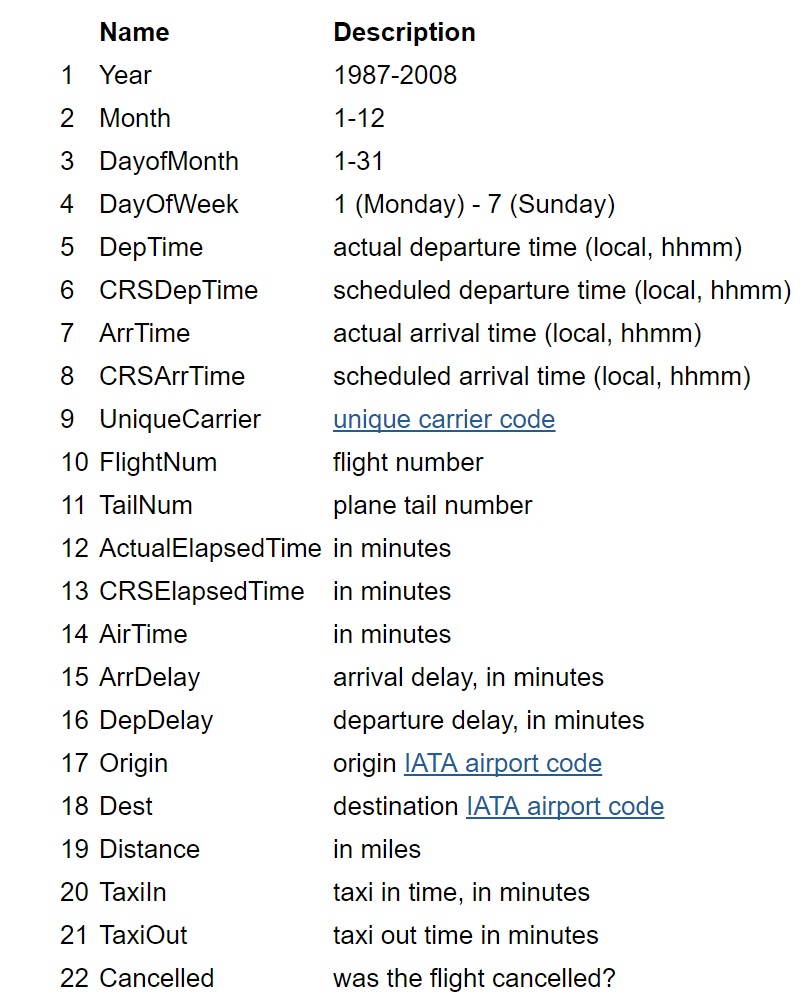 Name Description
1 Year 1987-2008
2 Month 1-12
3 DayofMonth 1-31
4 DayOfWeek 1 (Monday) - 7 (Sunday)
5 DepTime actual departure time (local, hhmm)
6 CRSDepTime scheduled departure time (local, hhmm)
7 ArrTime actual arrival time (local, hhmm)
8 CRSArrTime scheduled arrival time (local, hhmm)
9 UniqueCarrier unique carrier code
10 FlightNum flight number
11 TailNum plane tail number
12 ActualElapsedTime in minutes
13 CRSElapsedTime in minutes
14 AirTime in minutes
15 ArrDelay arrival delay, in minutes
16 DepDelay departure delay, in minutes
17 Origin origin IATA airport code
18 Dest destination IATA airport code
19 Distance in miles
20 TaxiIn taxi in time, in minutes
21 TaxiOut taxi out time in minutes
22 Cancelled was the flight cancelled?